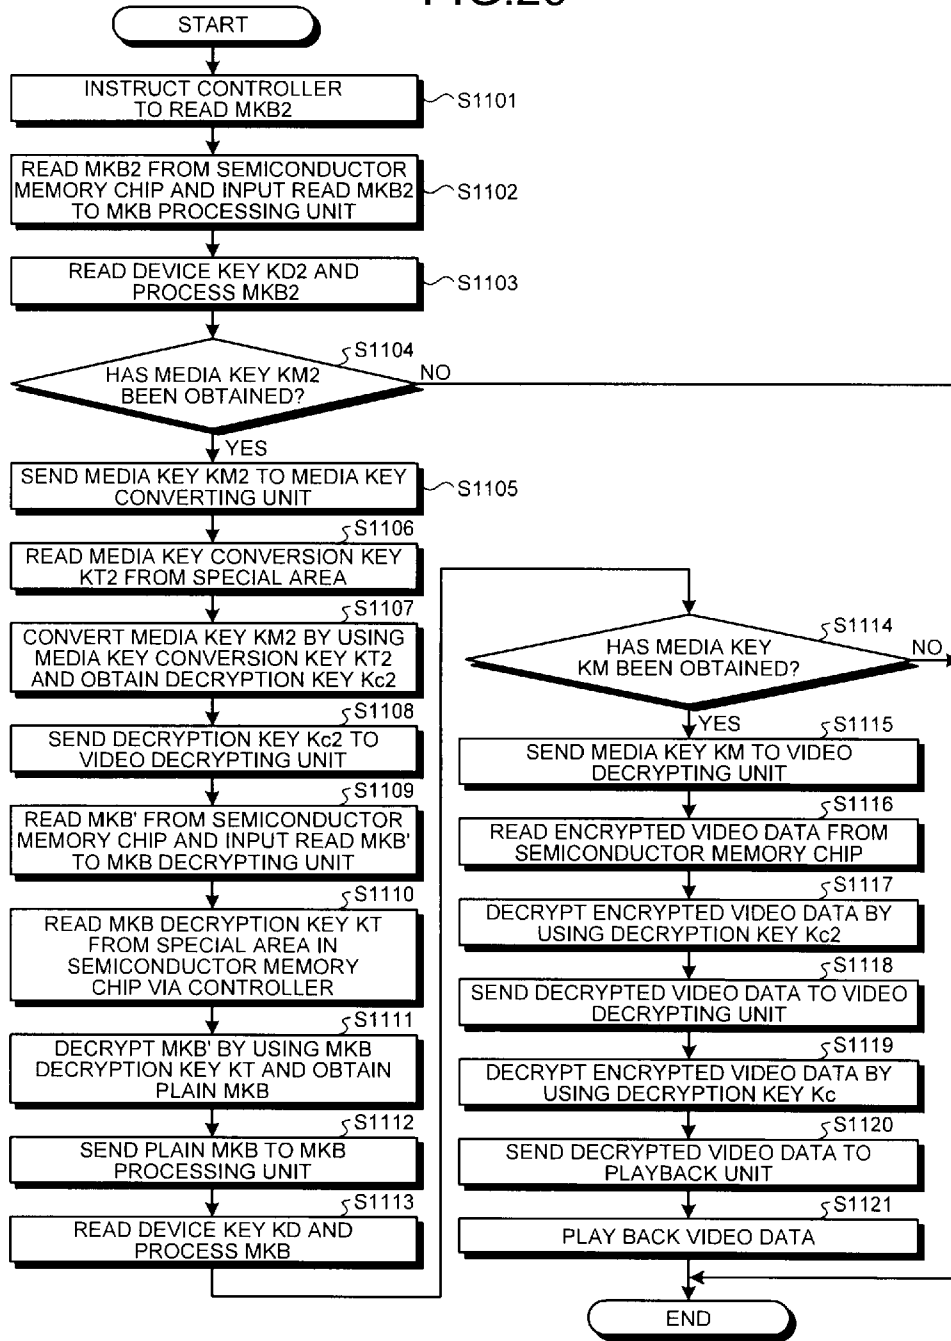 FIG.20
START
INSTRUCT CONTROLLER
TO READ MKB2
S1101
READ MKB2 FROM SEMICONDUCTOR
MEMORY CHIP AND INPUT READ MKB2
TO MKB PROCESSING UNIT
S1102
READ DEVICE KEY KD2 AND
PROCESS MKB2
S1103
S1104
HAS MEDIA KEY KM2
BEEN OBTAINED?
NO
YES
SEND MEDIA KEY KM2 TO MEDIA KEY
CONVERTING UNIT
S1105
S1106
READ MEDIA KEY CONVERSION KEY
KT2 FROM SPECIAL AREA
S1107
CONVERT MEDIA KEY KM2 BY USING
MEDIA KEY CONVERSION KEY KT2
AND OBTAIN DECRYPTION KEY Kc2
S1108
SEND DECRYPTION KEY Kc2 TO
VIDEO DECRYPTING UNIT
S1109
READ MKB' FROM SEMICONDUCTOR
MEMORY CHIP AND INPUT READ MKB'
TO MKB DECRYPTING UNIT
S1110
READ MKB DECRYPTION KEY KT
FROM SPECIAL AREA IN
SEMICONDUCTOR MEMORY
CHIP VIA CONTROLLER
S1111
DECRYPT MKB' BY USING MKB
DECRYPTION KEY KT AND OBTAIN
PLAIN MKB
S1112
SEND PLAIN MKB TO MKB
PROCESSING UNIT
S1113
READ DEVICE KEY KD AND
PROCESS MKB
S1114
HAS MEDIA KEY
KM BEEN OBTAINED?
NO
YES
S1115
SEND MEDIA KEY KM TO VIDEO
DECRYPTING UNIT
S1116
READ ENCRYPTED VIDEO DATA FROM
SEMICONDUCTOR MEMORY CHIP
S1117
DECRYPT ENCRYPTED VIDEO DATA BY
USING DECRYPTION KEY Kc2
S1118
SEND DECRYPTED VIDEO DATA TO VIDEO
DECRYPTING UNIT
S1119
DECRYPT ENCRYPTED VIDEO DATA BY
USING DECRYPTION KEY Kc
S1120
SEND DECRYPTED VIDEO DATA TO
PLAYBACK UNIT
S1121
PLAY BACK VIDEO DATA
END